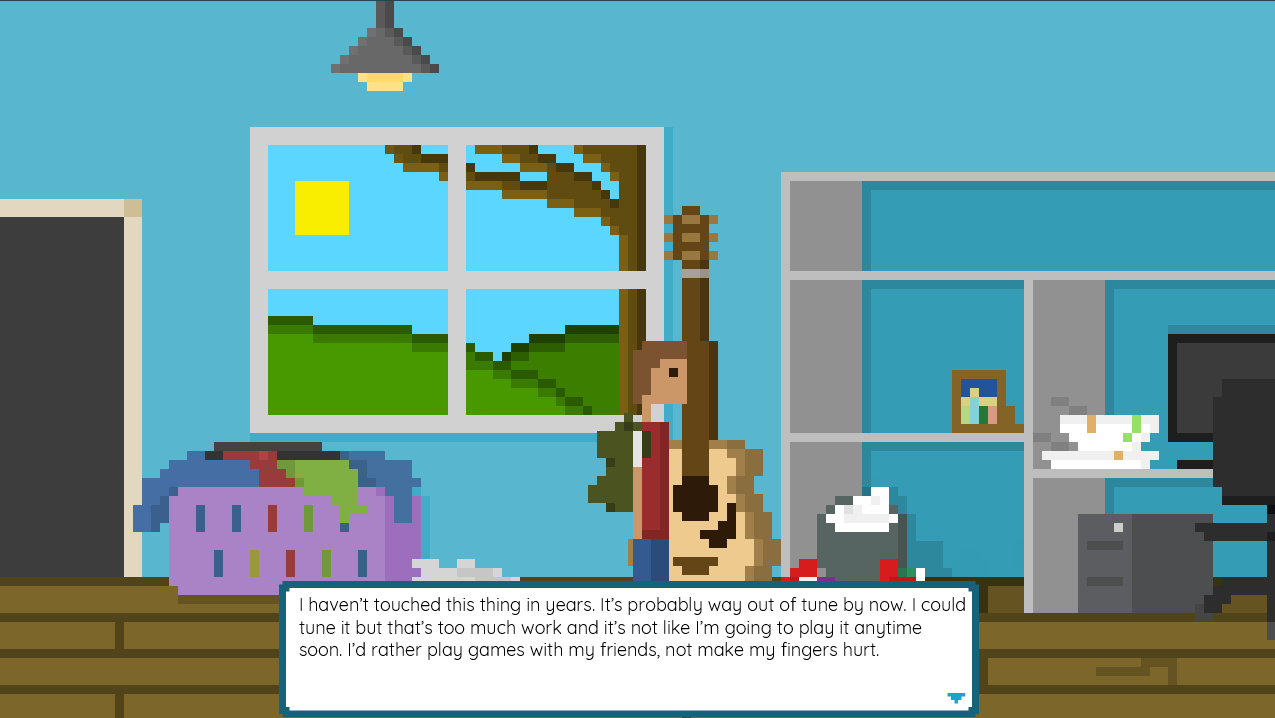 I haven’t touched this thing in years. It’s probably way out of tune by now. I could
tune it but that’s too much work and it’s not like I’m going to play it anytime
soon. I’d rather play games with my friends, not make my fingers hurt.